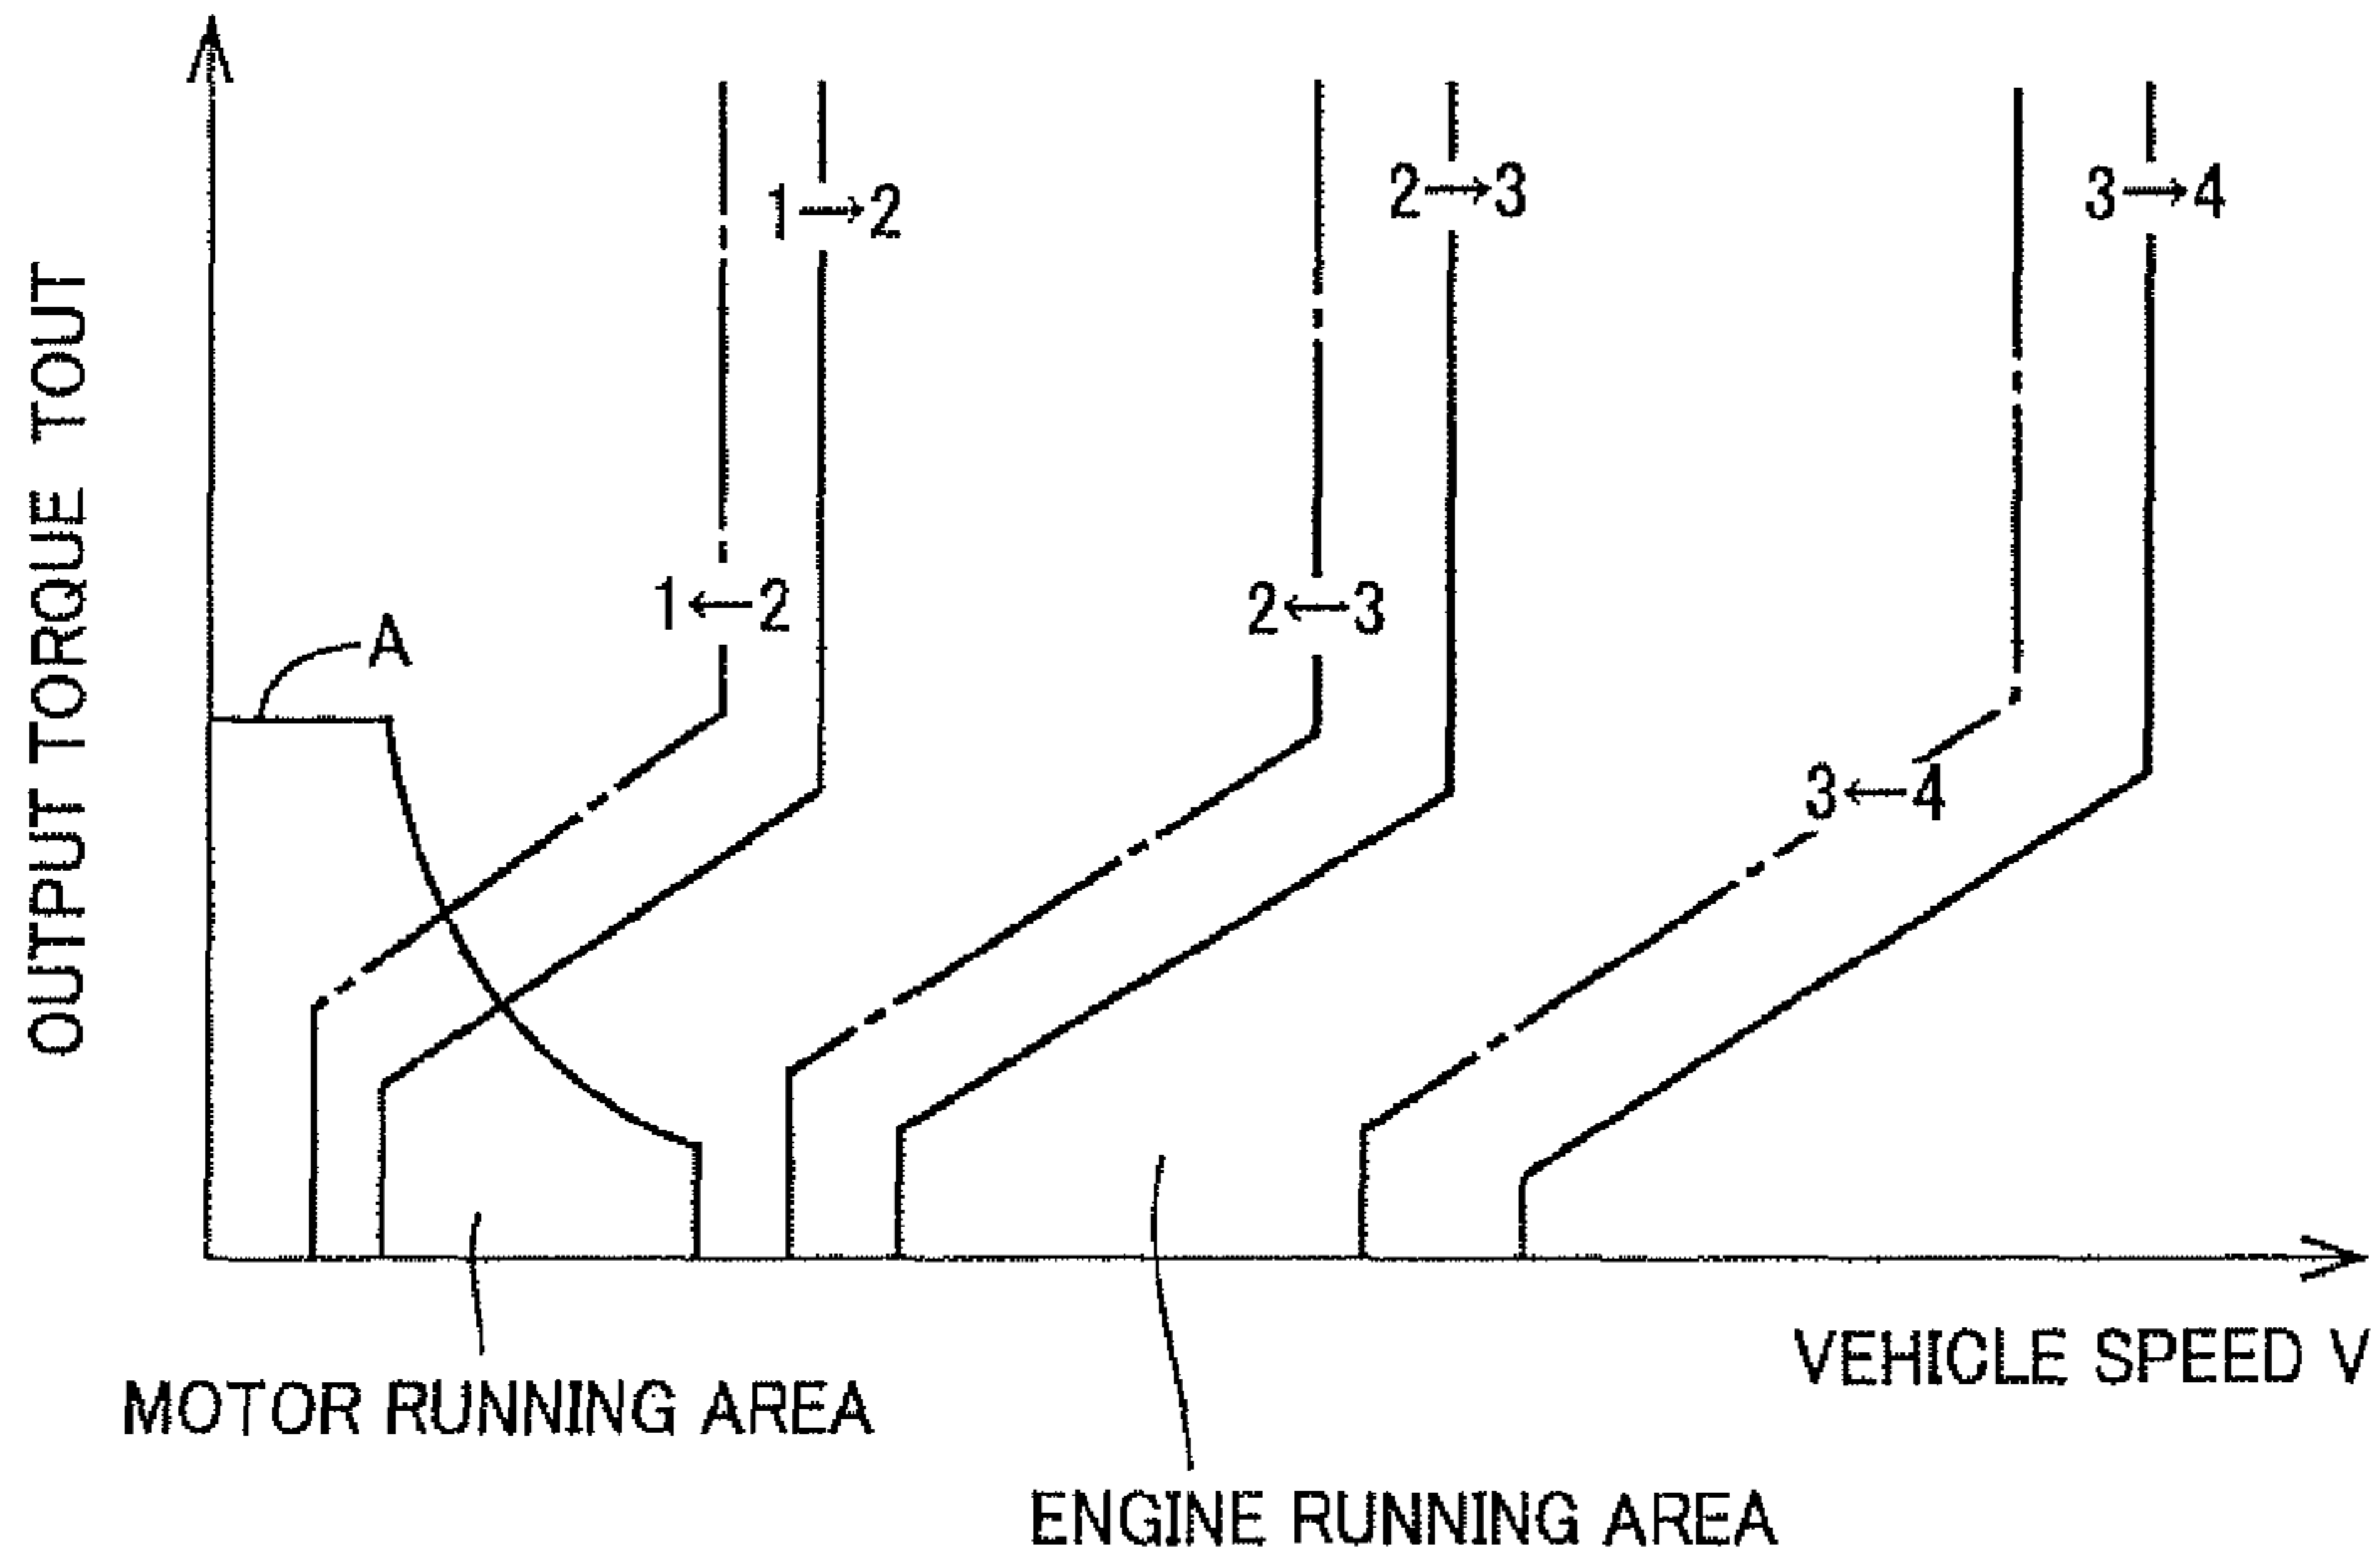 OUTPUT TORQUE TOUT
1→2
2→3
3→4
1←2
2←3
A
3←4
VEHICLE SPEED V
MOTOR RUNNING AREA
ENGINE RUNNING AREA